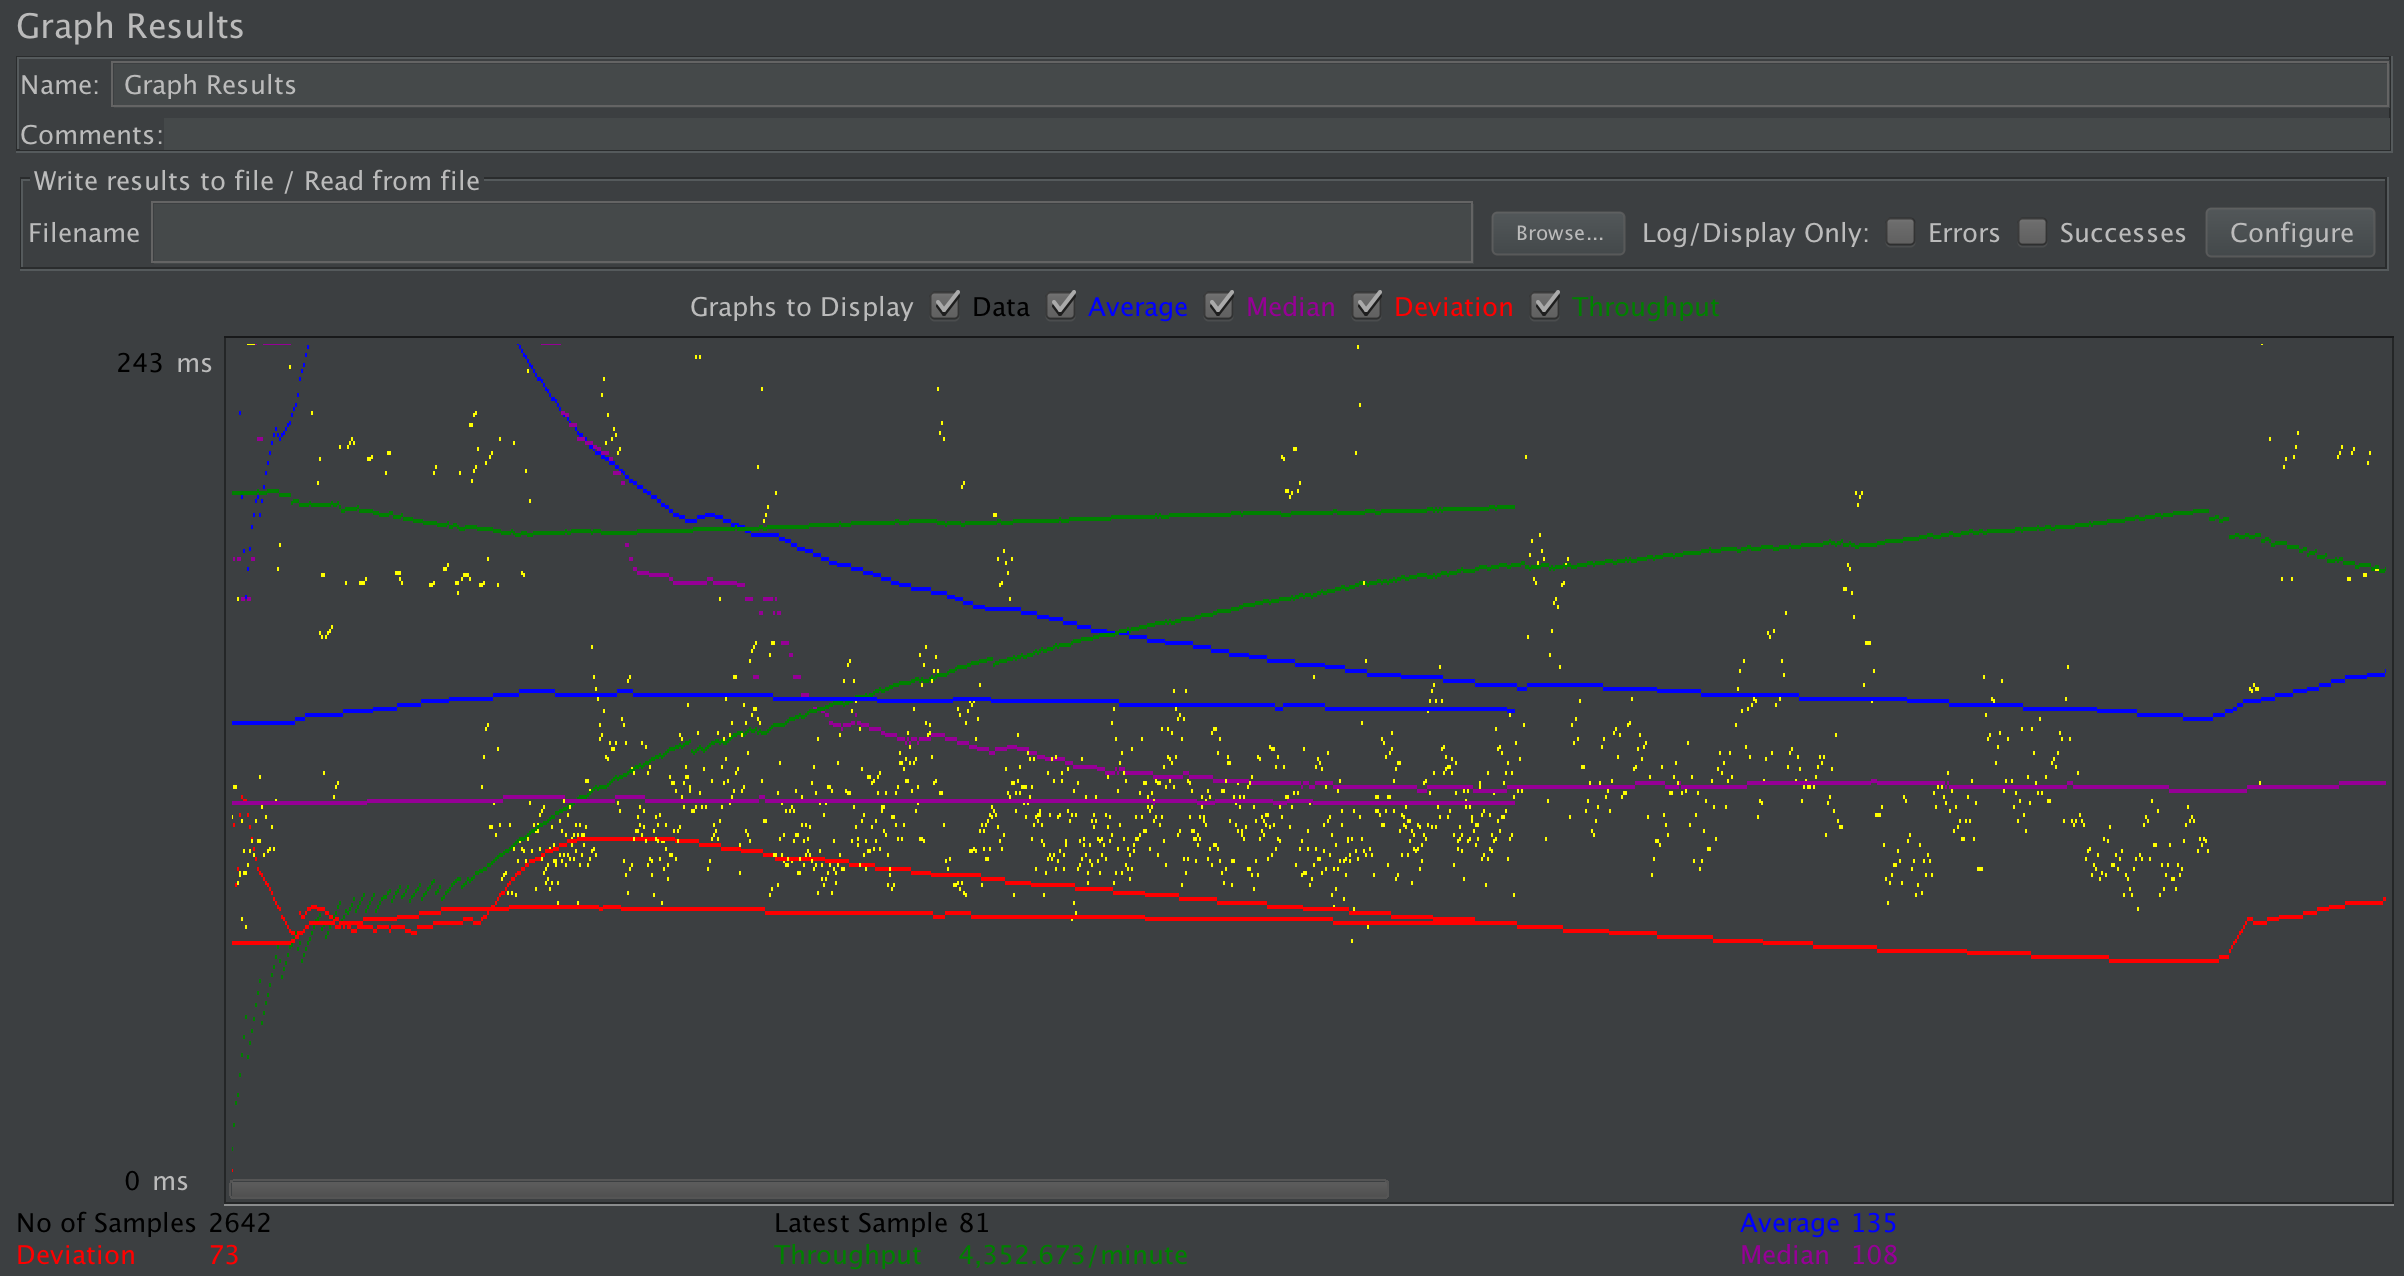 Graph Results
Name: Graph Results
Comments:
Write results to file / Read from file
Filename Browse... Log/Display Only: Errors Successes Configure
Graphs to Display Data Average Median Deviation Throughput
243 ms
0 ms
No of Samples 2642 Latest Sample 81 Average 135
Deviation 73 Throughput 4,352.673/minute Median 108